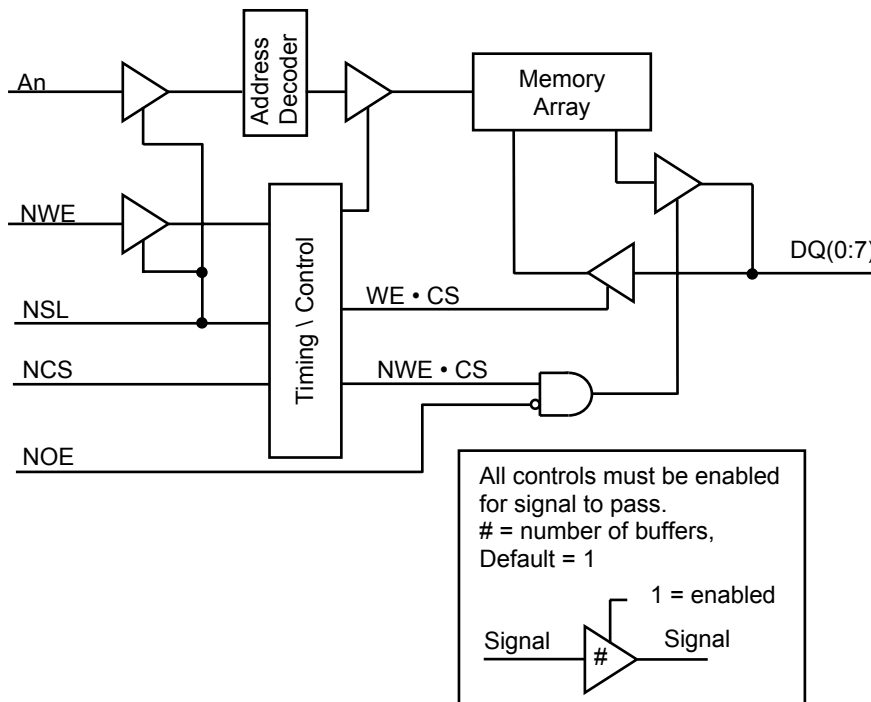 An
Address
Decoder
Memory
Array
NWE
DQ(0:7)
NSL
WE • CS
Timing \ Control
NCS
NWE • CS
NOE
All controls must be enabled
for signal to pass.
# = number of buffers,
Default = 1
1 = enabled
Signal
#
Signal